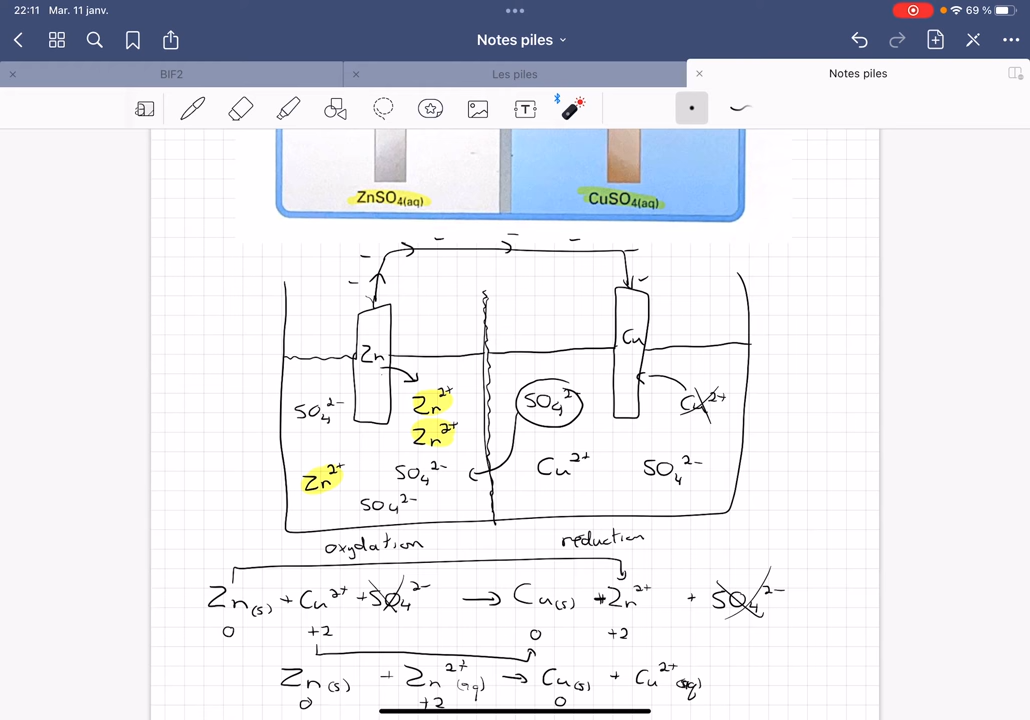 22:11 Mar. 11 janv.
69 %
Notes piles
BIF2
Les piles
Notes piles
ZnSO4(aq)
CuSO4(aq)
Zn
Cu
SO4 2-
Zn 2+
SO4 2-
Cu 2+
Zn 2+
Zn 2+
SO4 2-
Cu 2+
SO4 2-
SO4 2-
oxydation
reduction
Zn(s) + Cu 2+ + SO4 2- → Cu(s) + Zn 2+ + SO4 2-
0 +2 0 +2
Zn(s) + Zn 2+ (aq) → Cu(s) + Cu 2+ (aq)
0 +2 0